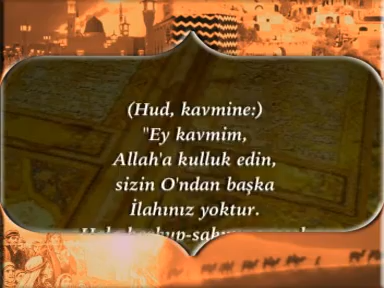 (Hud, kavmine:)
"Ey kavmim,
Allah'a kulluk edin,
sizin O'ndan başka
İlahınız yoktur.